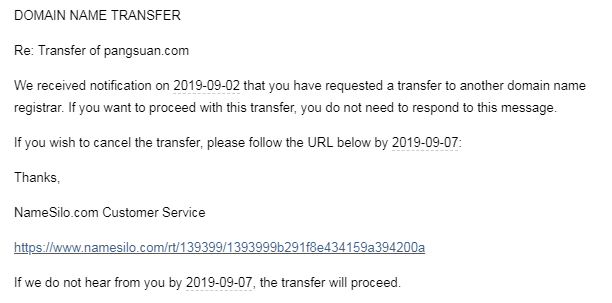 DOMAIN NAME TRANSFER
Re: Transfer of pangsuan.com
We received notification on 2019-09-02 that you have requested a transfer to another domain name
registrar. If you want to proceed with this transfer, you do not need to respond to this message.
If you wish to cancel the transfer, please follow the URL below by 2019-09-07:
Thanks,
NameSilo.com Customer Service
https://www.namesilo.com/rt/139399/1393999b291f8e434159a394200a
If we do not hear from you by 2019-09-07, the transfer will proceed.